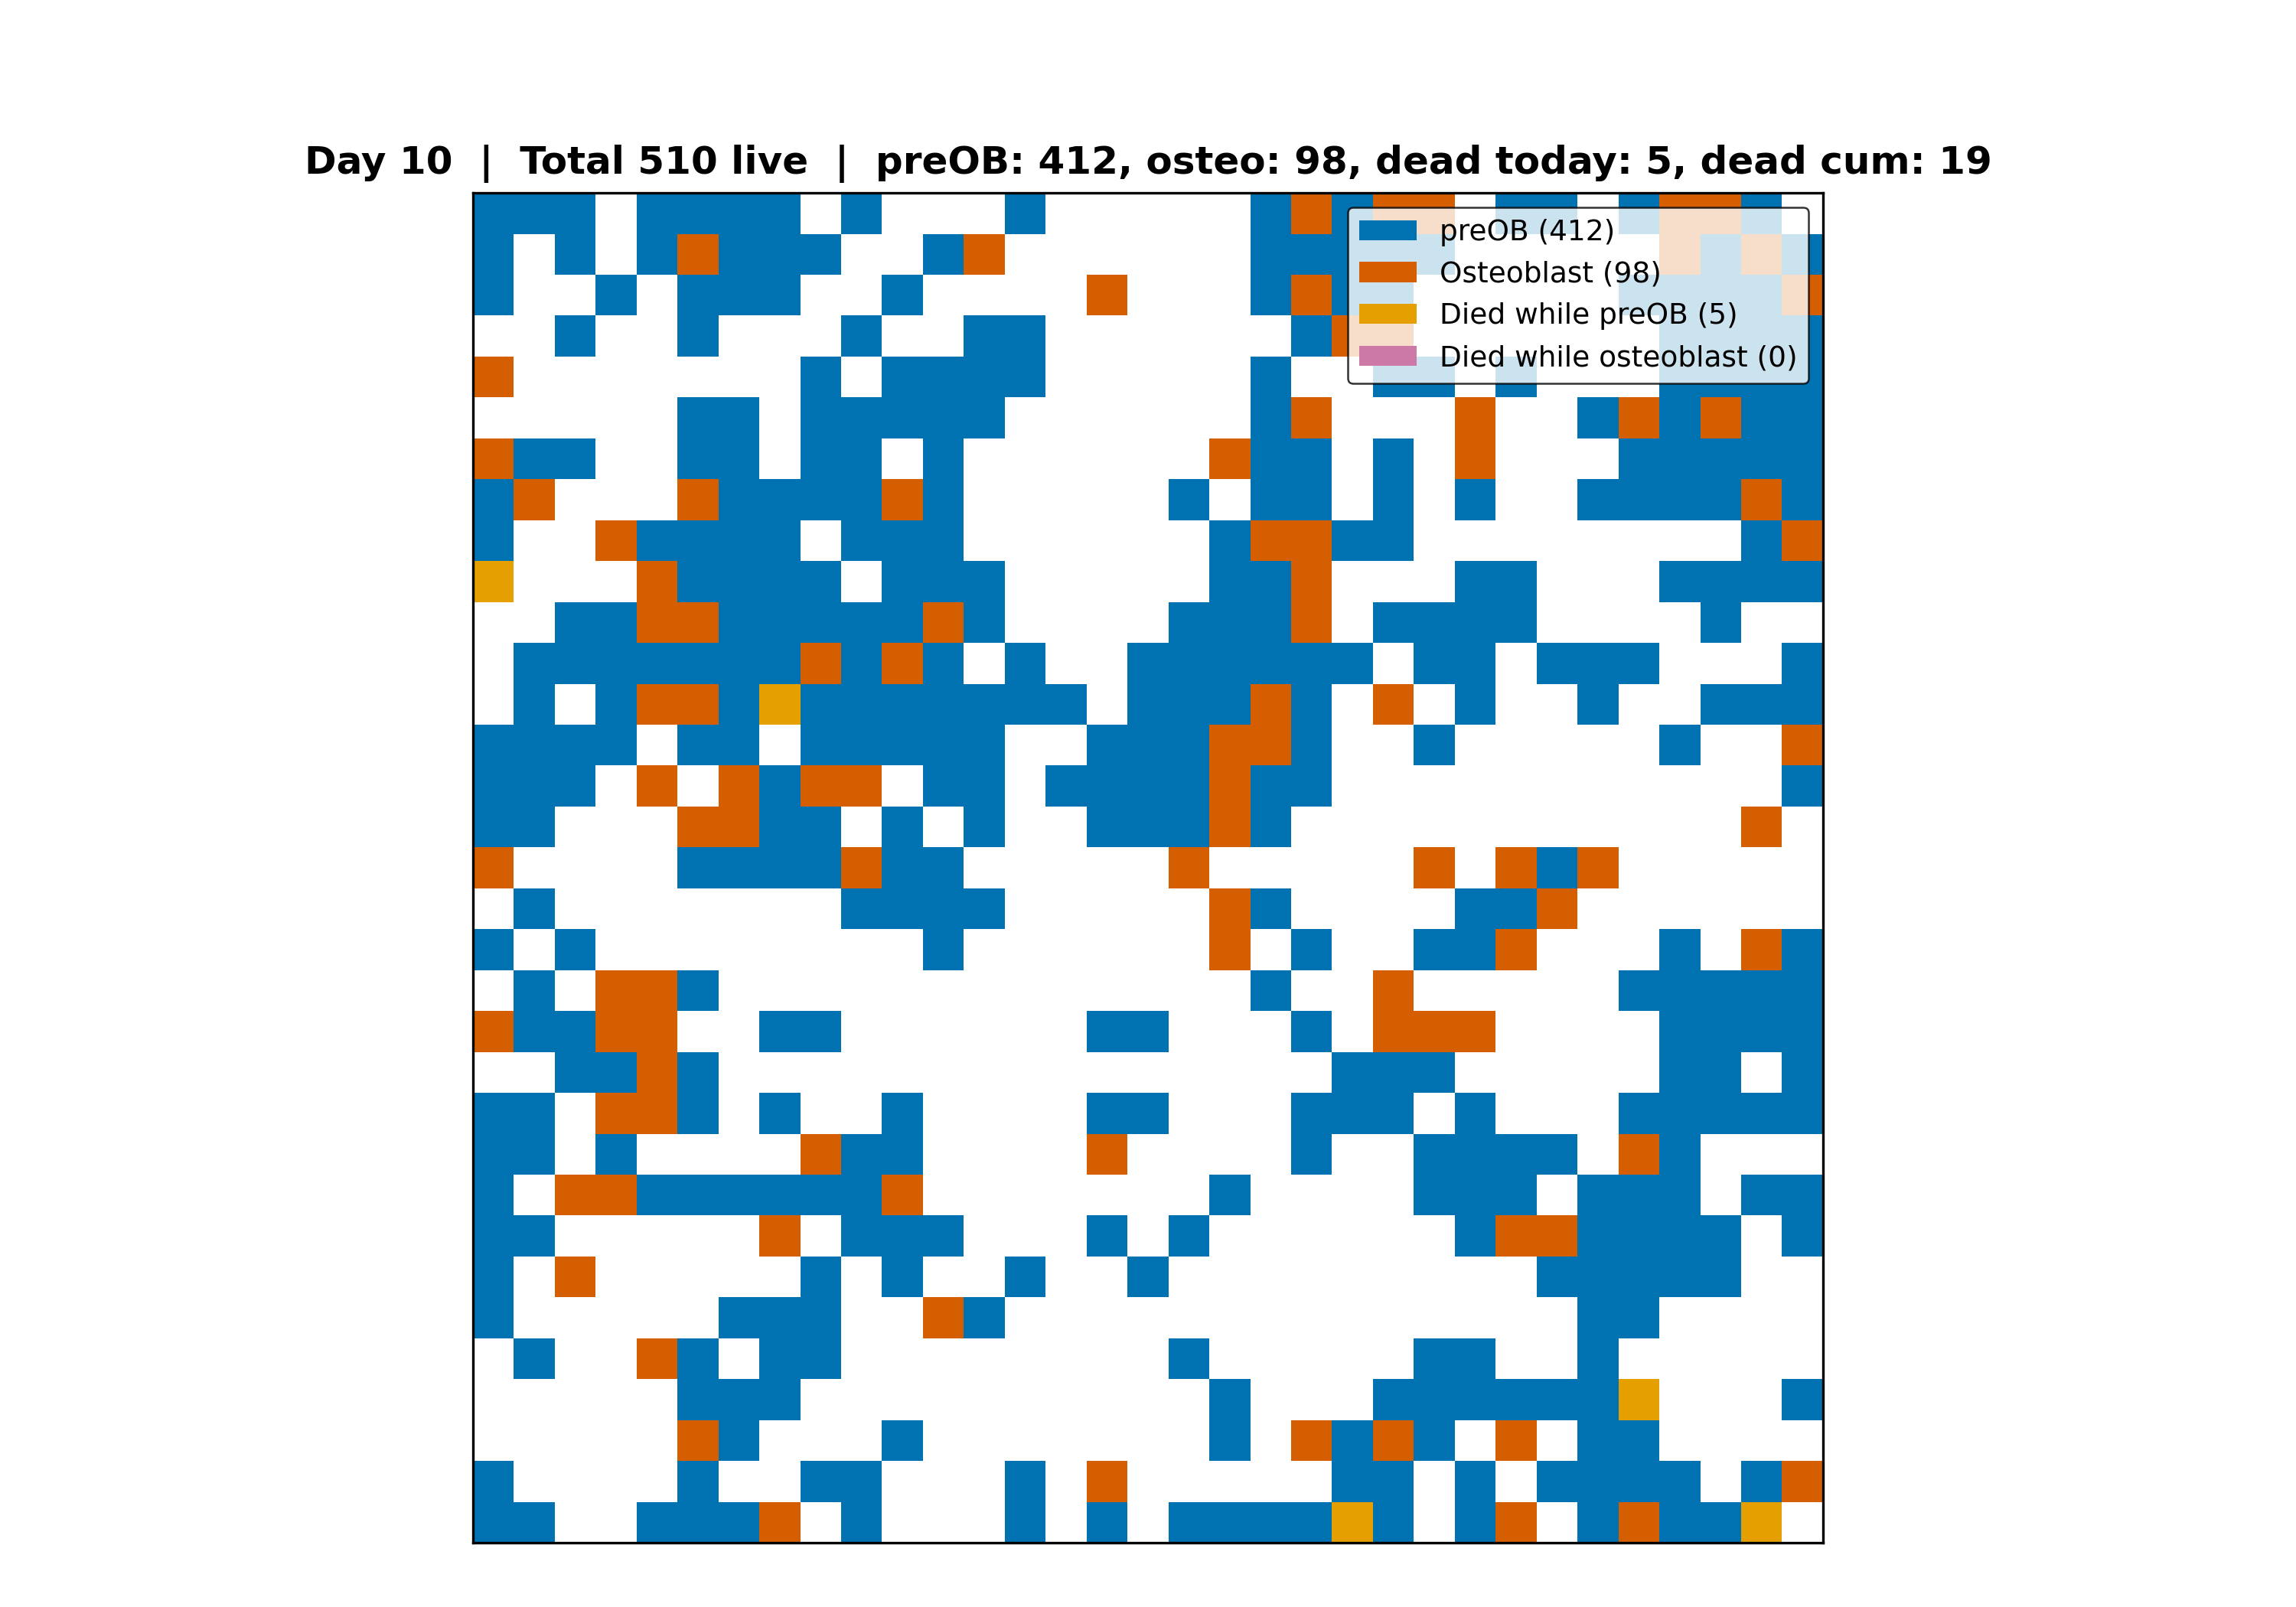 Day 10 | Total 510 live | preOB: 412, osteo: 98, dead today: 5, dead cum: 19
preOB (412)
Osteoblast (98)
Died while preOB (5)
Died while osteoblast (0)